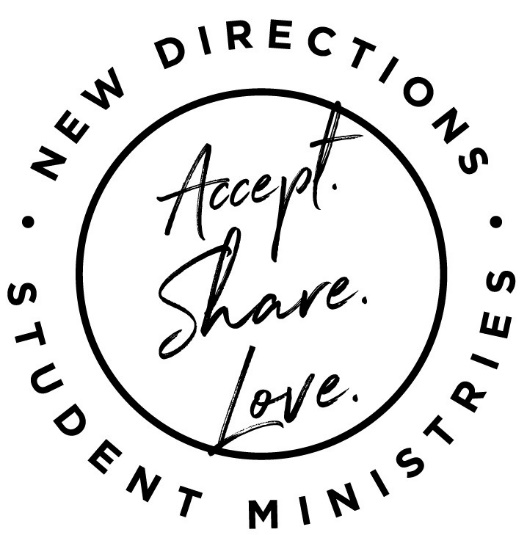 NEW DIRECTIONS
Accept.
Share.
Love.
STUDENT MINISTRIES